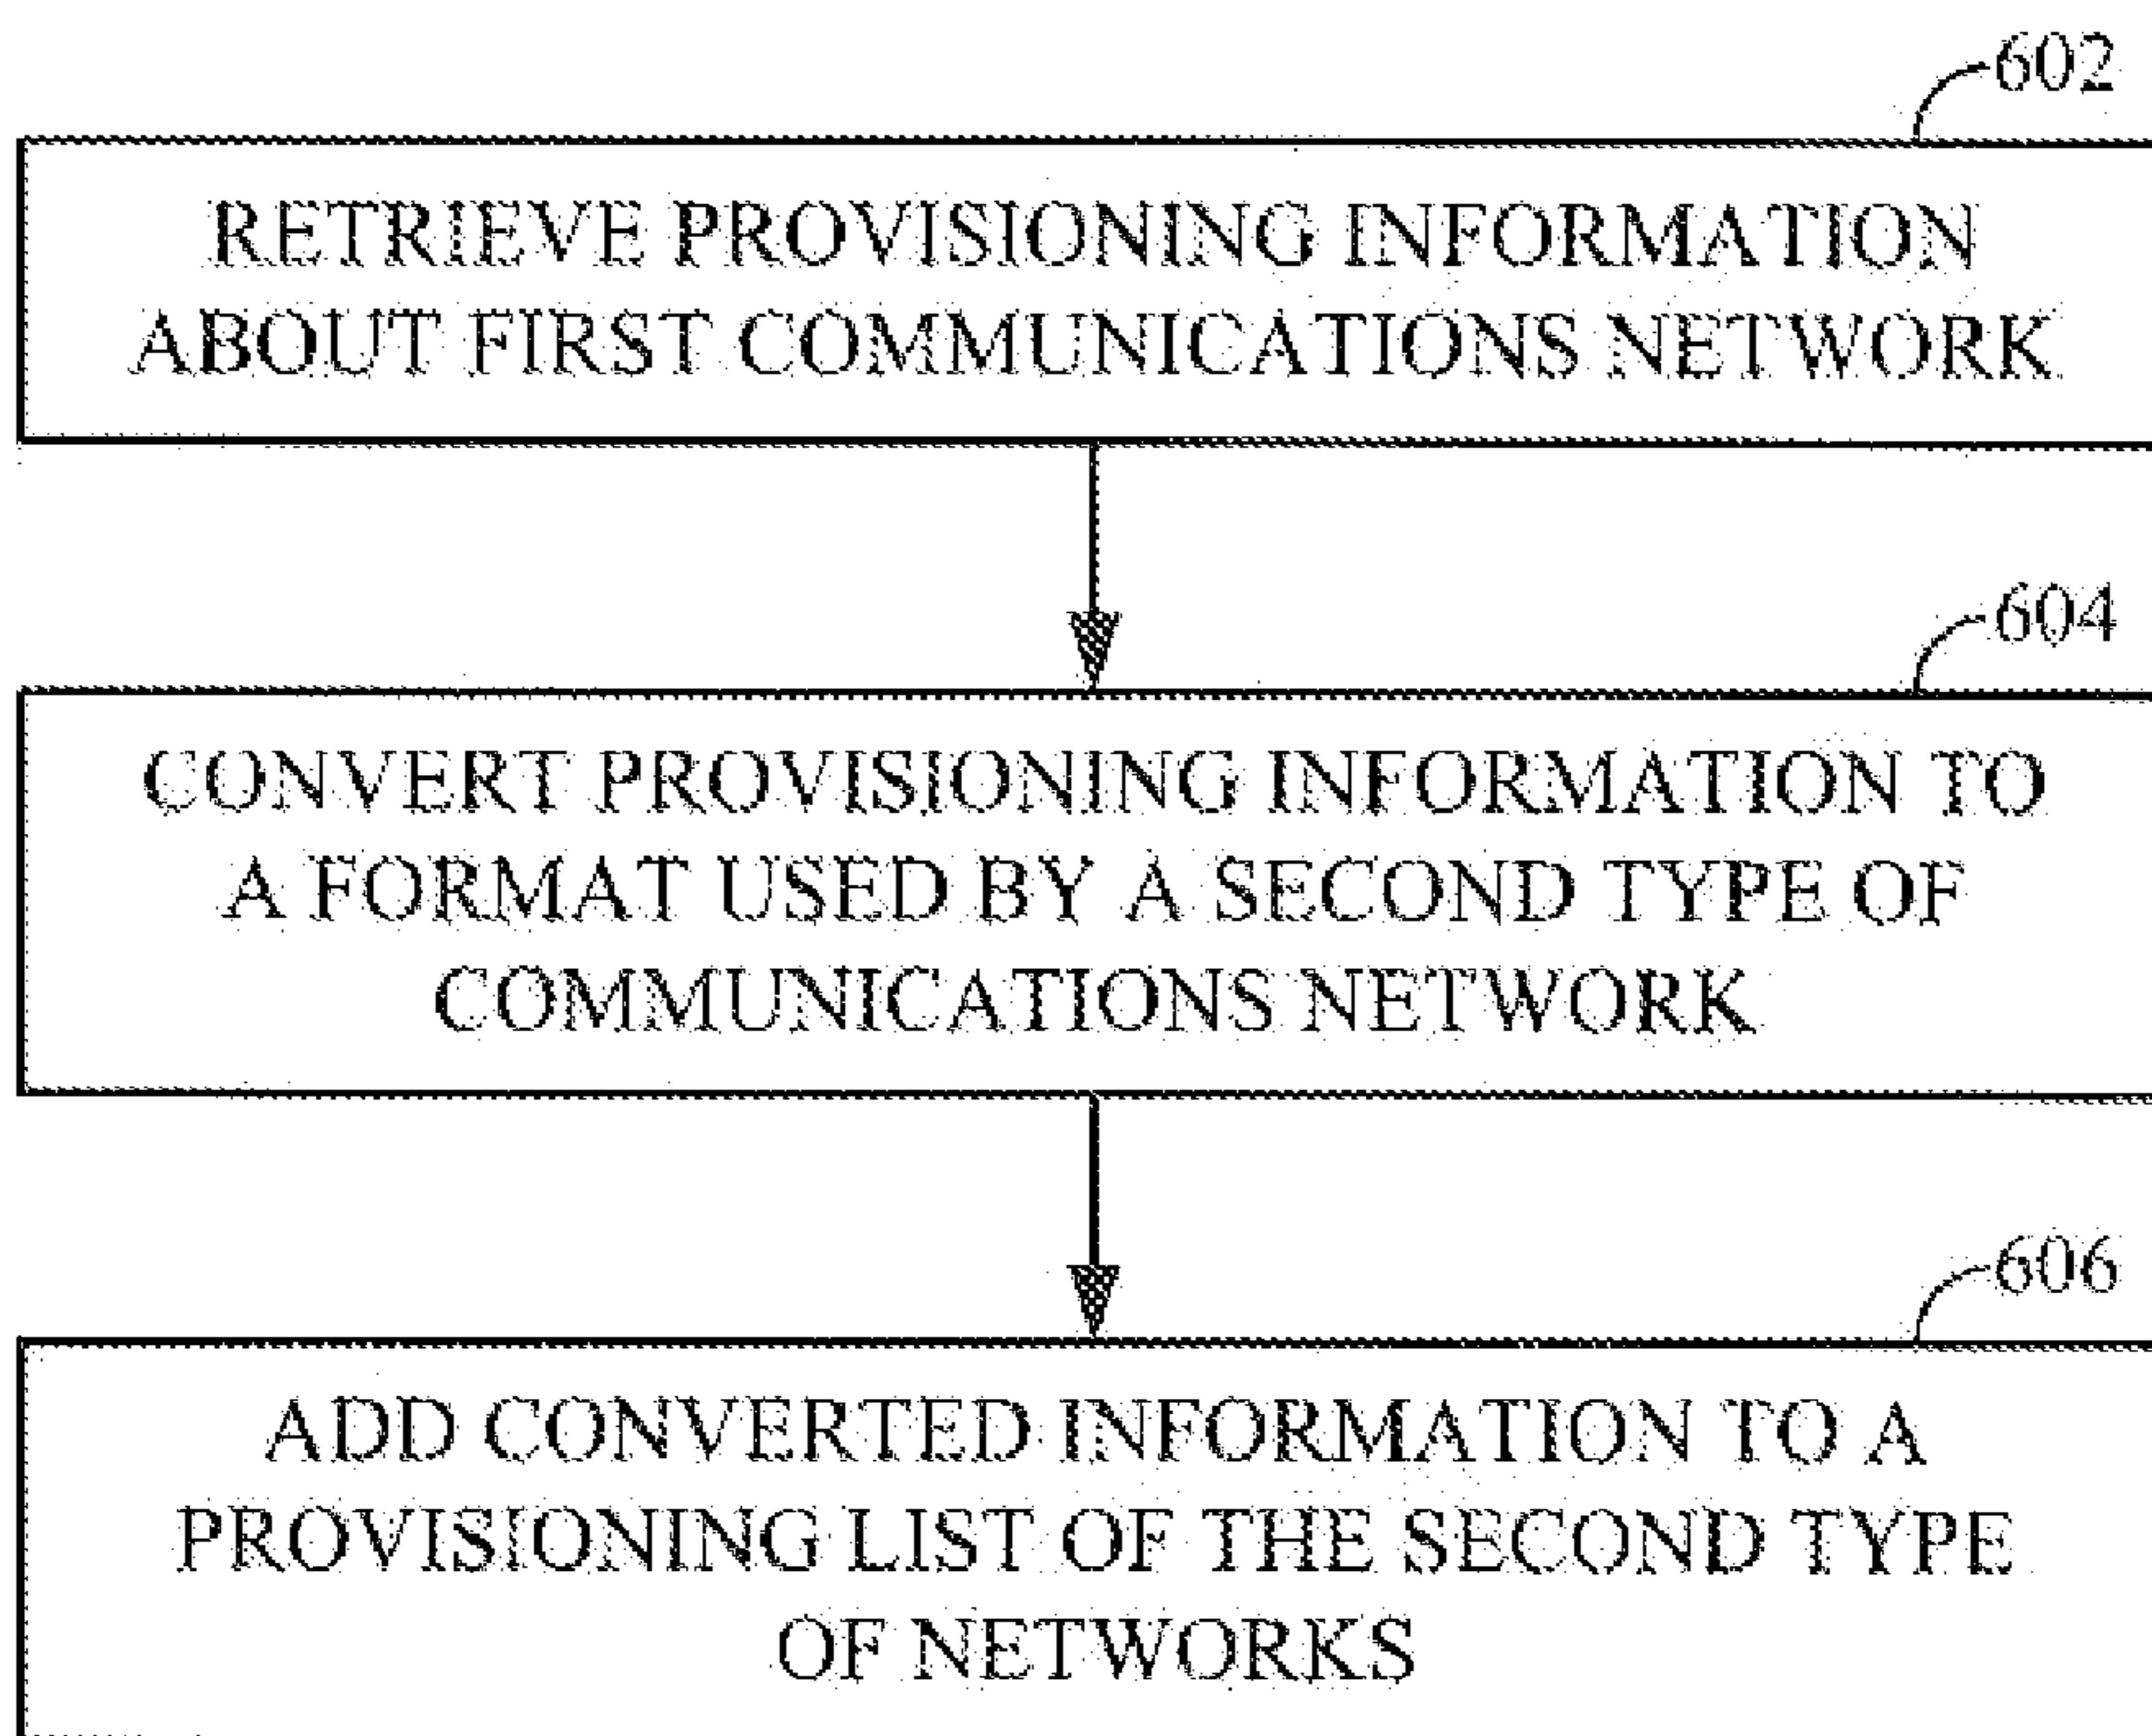 602
RETRIEVE PROVISIONING INFORMATION
ABOUT FIRST COMMUNICATIONS NETWORK
604
CONVERT PROVISIONING INFORMATION TO
A FORMAT USED BY A SECOND TYPE OF
COMMUNICATIONS NETWORK
606
ADD CONVERTED INFORMATION TO A
PROVISIONING LIST OF THE SECOND TYPE
OF NETWORKS